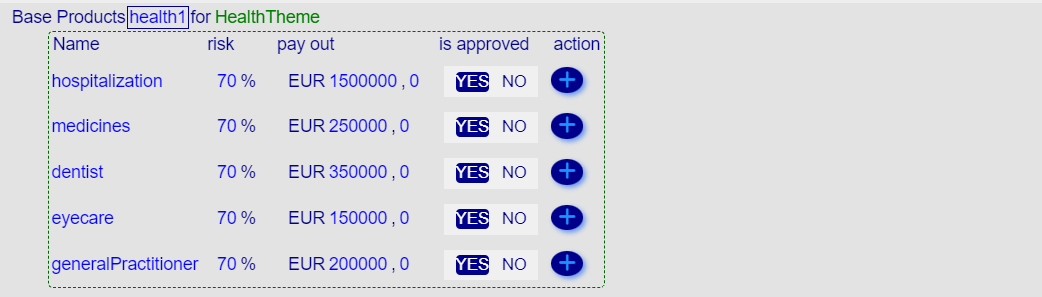 Base Products health1 for HealthTheme
Name risk pay out is approved action
hospitalization 70 % EUR 1500000 , 0 YES NO +
medicines 70 % EUR 250000 , 0 YES NO +
dentist 70 % EUR 350000 , 0 YES NO +
eyecare 70 % EUR 150000 , 0 YES NO +
generalPractitioner 70 % EUR 200000 , 0 YES NO +